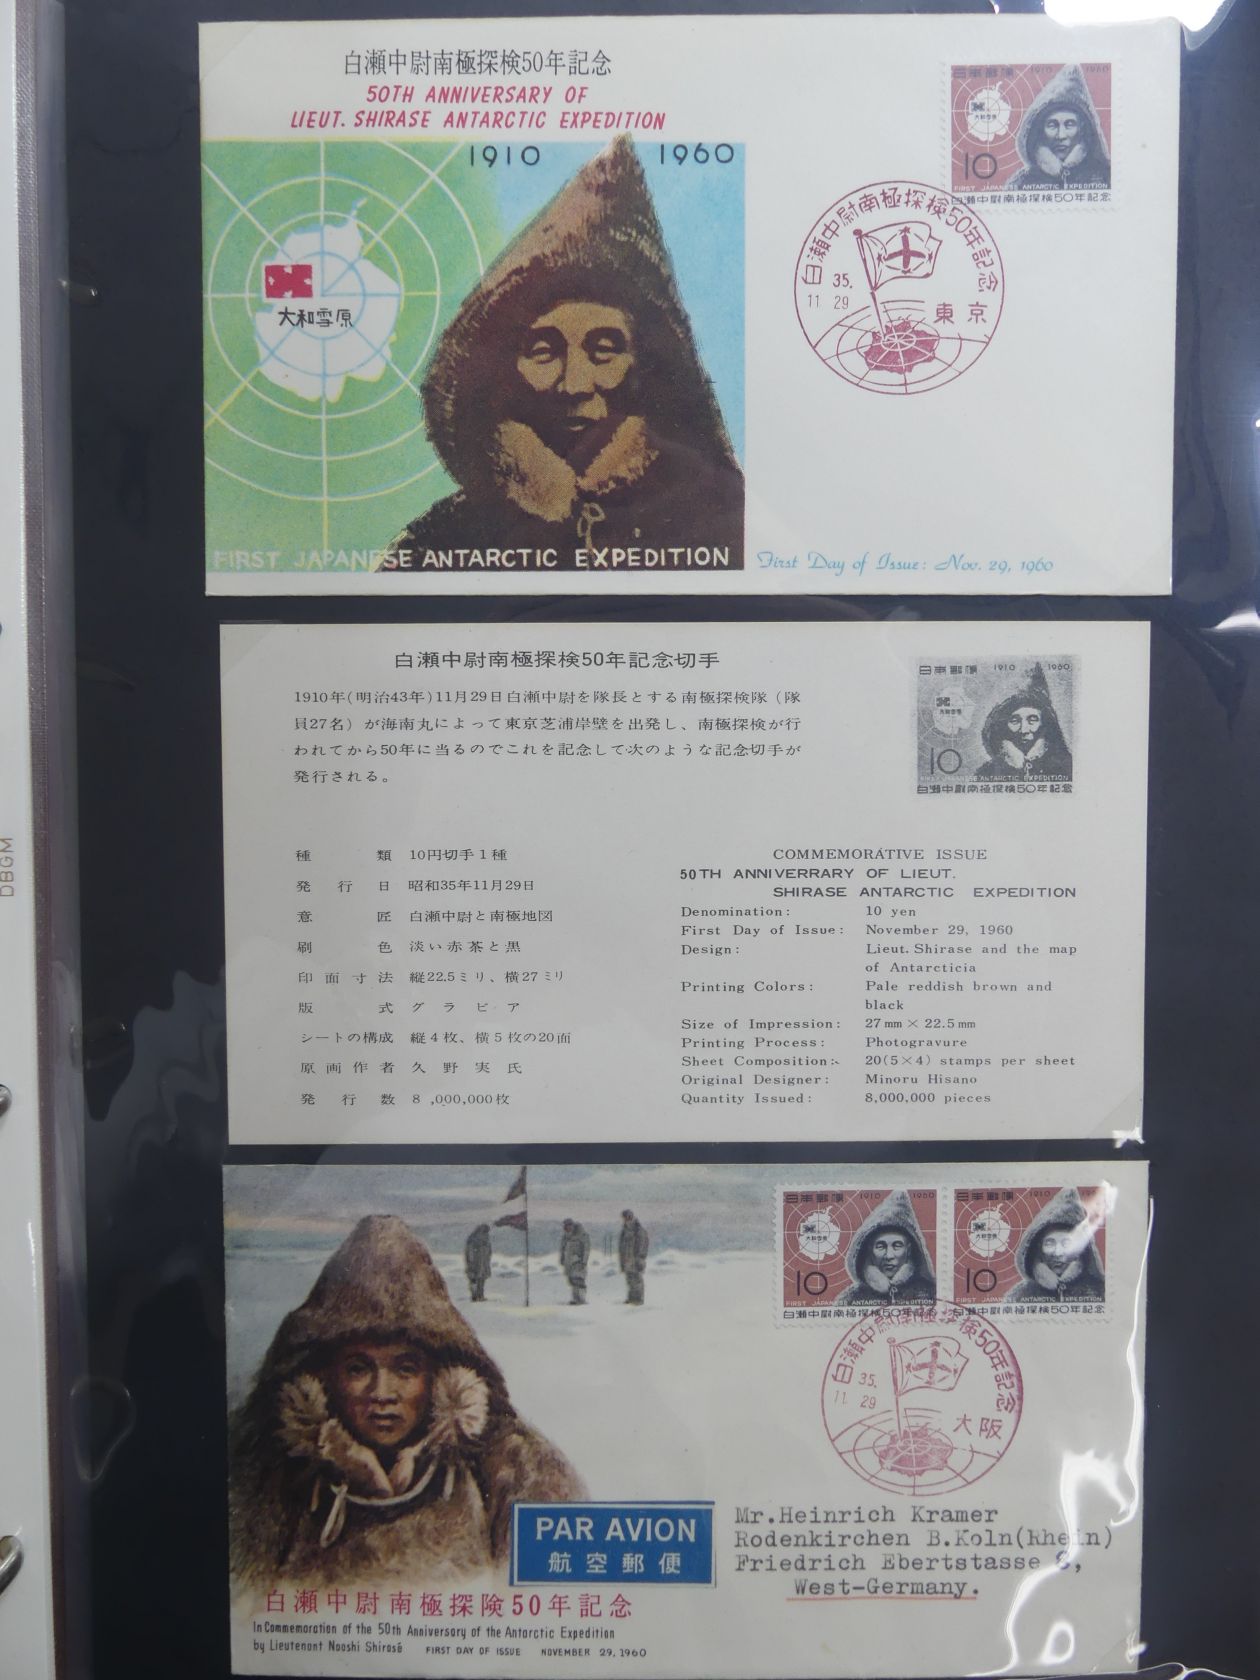 白瀬中尉南極探検50年記念
50TH ANNIVERSARY OF
LIEUT. SHIRASE ANTARCTIC EXPEDITION
1910 1960
大和雪原
FIRST JAPANESE ANTARCTIC EXPEDITION
First Day of Issue: Nov. 29, 1960
日本郵便 1910 1960
大和雪原
10
FIRST JAPANESE ANTARCTIC EXPEDITION
白瀬中尉南極探検50年記念
白瀬中尉南極探検50年記念
35.
11 29
東京
白瀬中尉南極探検50年記念切手
1910年(明治43年)11月29日白瀬中尉を隊長とする南極探検隊(隊
員27名)が海南丸によって東京芝浦岸壁を出発し、南極探検が行
われてから50年に当るのでこれを記念して次のような記念切手が
発行される。
日本郵便 1910 1960
大和雪原
10
FIRST JAPANESE ANTARCTIC EXPEDITION
白瀬中尉南極探検50年記念
種類 10円切手1種
発行日 昭和35年11月29日
意匠 白瀬中尉と南極地図
刷色 淡い赤茶と黒
印面寸法 縦22.5ミリ、横27ミリ
版式 グラビア
シートの構成 縦4枚、横5枚の20面
原画作者 久野実氏
発行数 8,000,000枚
COMMEMORATIVE ISSUE
50TH ANNIVERRARY OF LIEUT.
SHIRASE ANTARCTIC EXPEDITION
Denomination: 10 yen
First Day of Issue: November 29, 1960
Design: Lieut. Shirase and the map
of Antarcticia
Printing Colors: Pale reddish brown and
black
Size of Impression: 27mm × 22.5mm
Printing Process: Photogravure
Sheet Composition: 20(5×4) stamps per sheet
Original Designer: Minoru Hisano
Quantity Issued: 8,000,000 pieces
日本郵便 1910 1960
大和雪原
10
FIRST JAPANESE ANTARCTIC EXPEDITION
白瀬中尉南極探検50年記念
日本郵便 1910 19
大和雪原
10
FIRST JAPANESE ANTARCTIC EXPEDITION
白瀬中尉南極探検50年記念
白瀬中尉南極探検50年記念
35.
11 29
大阪
PAR AVION
航空郵便
Mr.Heinrich Kramer
Rodenkirchen B.Koln(Rhein)
Friedrich Ebertstasse
West-Germany.
白瀬中尉南極探険50年記念
In Commemoration of the 50th Anniversary of the Antarctic Expedition
by Lieutenant Naoshi Shirase FIRST DAY OF ISSUE NOVEMBER 29, 1960
DBGM